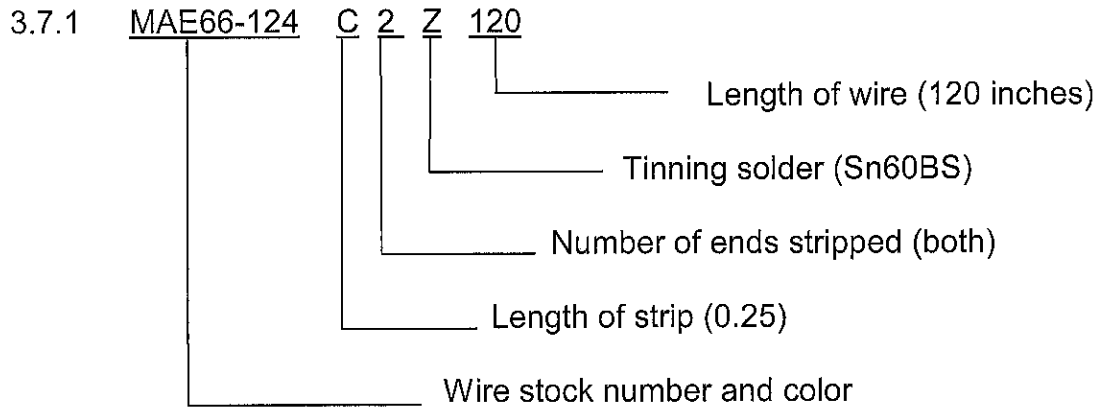 3.7.1 MAE66-124 C 2 Z 120
Length of wire (120 inches)
Tinning solder (Sn60BS)
Number of ends stripped (both)
Length of strip (0.25)
Wire stock number and color